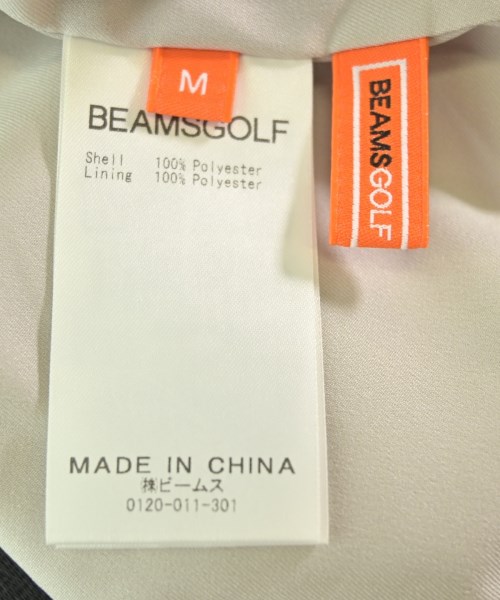 M
BEAMSGOLF
Shell 100% Polyester
Lining 100% Polyester
MADE IN CHINA
㈱ビームス
0120-011-301
BEAMSGOLF